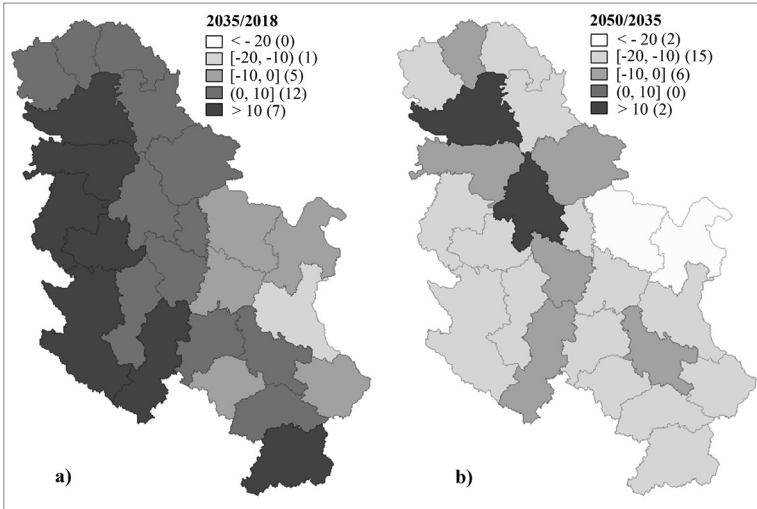 2035/2018
< - 20 (0)
[-20, -10) (1)
[-10, 0] (5)
(0, 10] (12)
> 10 (7)
a)
2050/2035
< - 20 (2)
[-20, -10) (15)
[-10, 0] (6)
(0, 10] (0)
> 10 (2)
b)